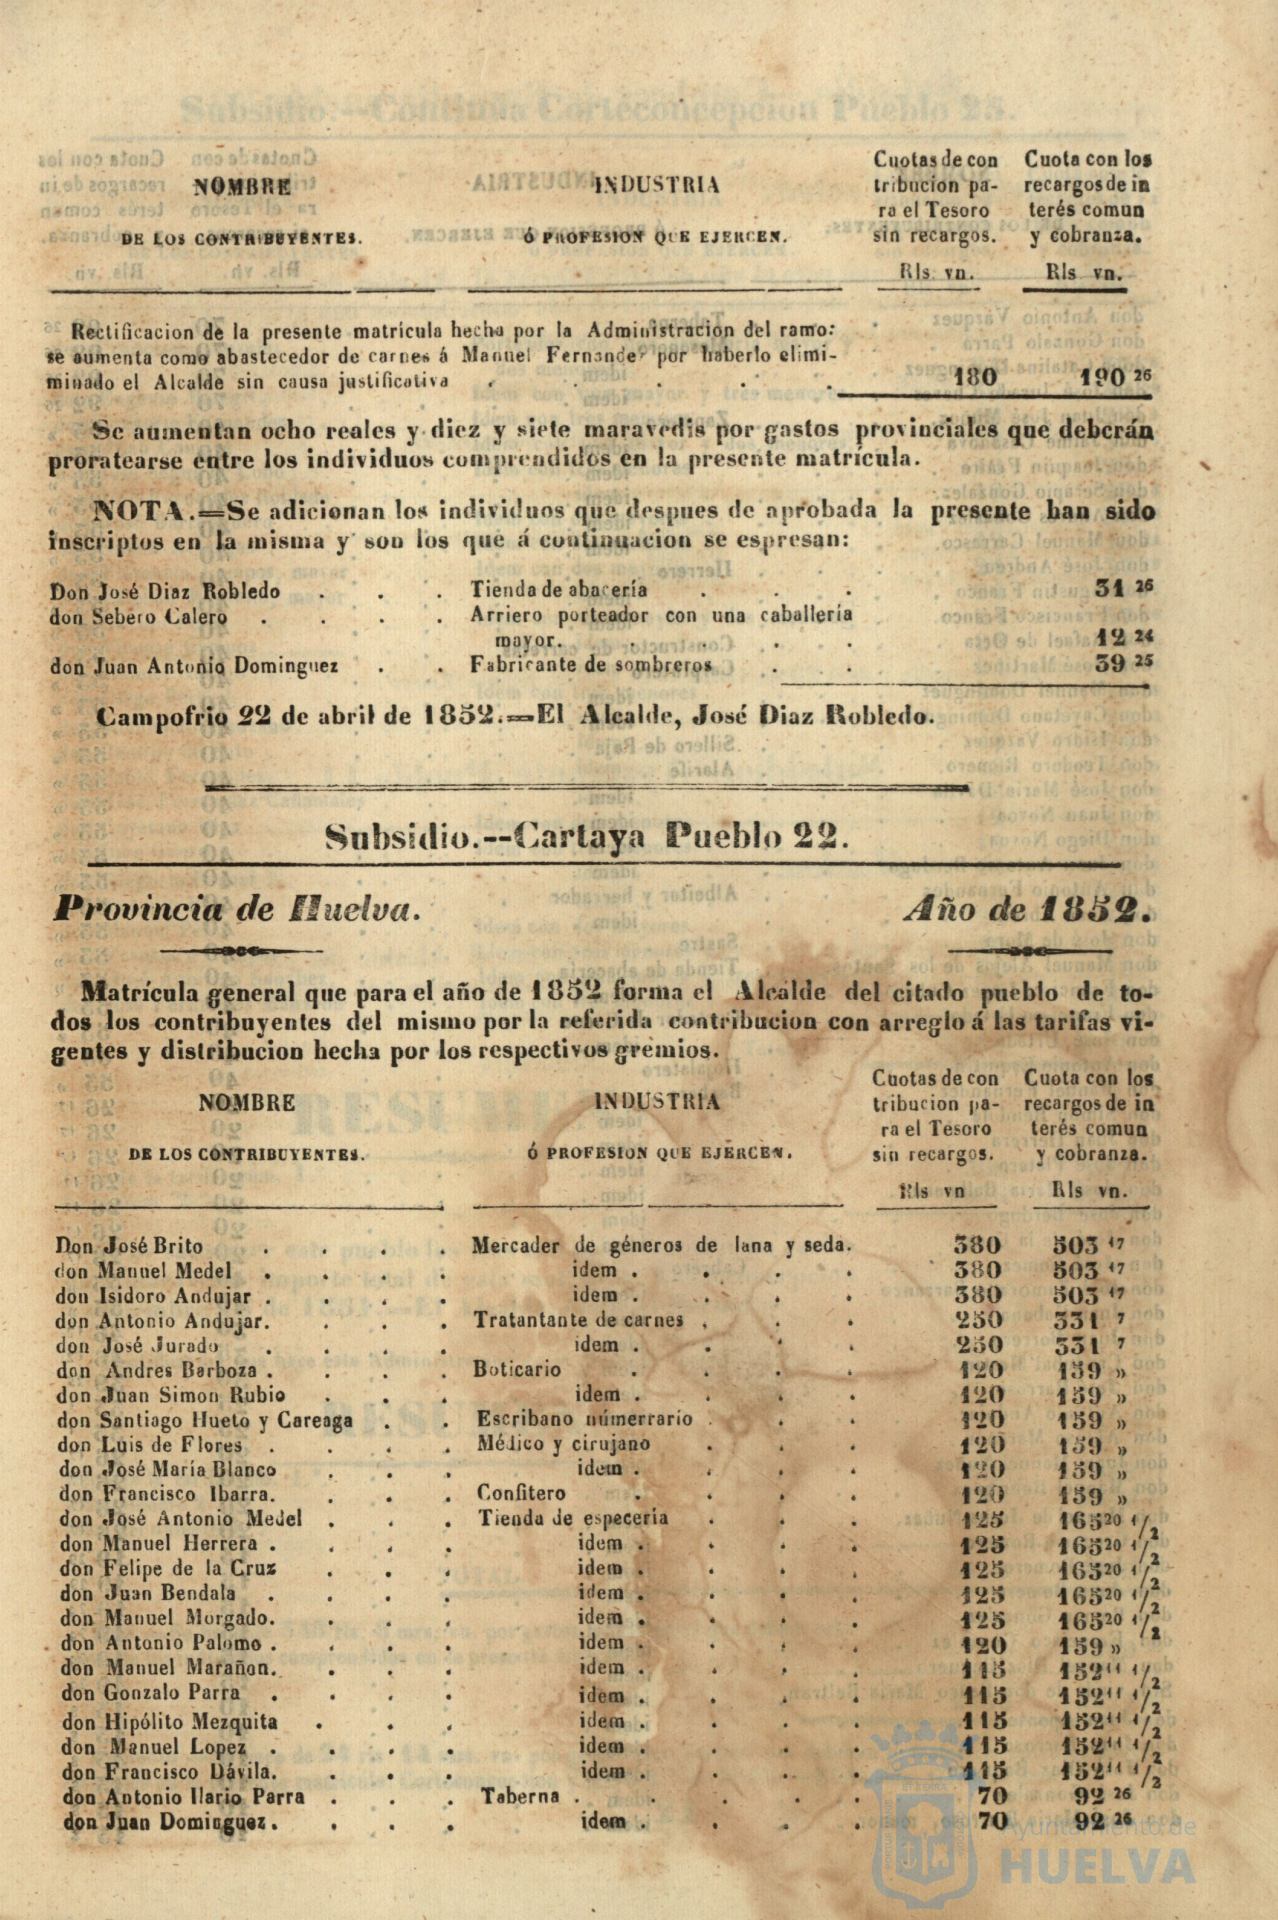 NOMBRE
DE LOS CONTRIBUYENTES.
INDUSTRIA
Ó PROFESION QUE EJERCEN.
Cuotas de con
tribucion pa-
ra el Tesoro
sin recargos.
Rls vn.
Cuota con los
recargos de in
terés comun
y cobranza.
Rls vn.
Rectificacion de la presente matrícula hecha por la Administracion del ramo:
se aumenta como abastecedor de carnes á Manuel Fernandez por haberlo elimi-
minado el Alcalde sin causa justificativa . . . . 180 190 26
Se aumentan ocho reales y diez y siete maravedis por gastos provinciales que deberán
proratearse entre los individuos comprendidos en la presente matrícula.
NOTA.=Se adicionan los individuos que despues de aprobada la presente han sido
inscriptos en la misma y son los que á continuacion se espresan:
Don José Diaz Robledo . . . Tienda de abacería . . . 31 26
don Sebero Calero . . . . Arriero porteador con una caballería
mayor. . . . . 12 24
don Juan Antonio Dominguez . . Fabricante de sombreros . . 39 25
Campofrio 22 de abril de 1852.=El Alcalde, José Diaz Robledo.
Subsidio.--Cartaya Pueblo 22.
Provincia de Huelva. Año de 1852.
Matrícula general que para el año de 1852 forma el Alcalde del citado pueblo de to-
dos los contribuyentes del mismo por la referida contribucion con arreglo á las tarifas vi-
gentes y distribucion hecha por los respectivos gremios.
NOMBRE
DE LOS CONTRIBUYENTES.
INDUSTRIA
Ó PROFESION QUE EJERCEN.
Cuotas de con
tribucion pa-
ra el Tesoro
sin recargos.
Rls vn
Cuota con los
recargos de in
terés comun
y cobranza.
Rls vn.
Don José Brito . . . . Mercader de géneros de lana y seda. 380 503 17
don Manuel Medel . . . . idem . . . . 380 503 17
don Isidoro Andujar . . . . idem . . . . 380 503 17
don Antonio Andujar. . . . Tratantante de carnes . . . 250 331 7
don José Jurado . . . . idem . . . . 250 331 7
don Andres Barboza . . . . Boticario . . . . 120 159 »
don Juan Simon Rubio . . . idem . . . . 120 159 »
don Santiago Hueto y Careaga . . Escribano númerrario . . . 120 159 »
don Luis de Flores . . . . Médico y cirujano . . . 120 159 »
don José María Blanco . . . idem . . . . 120 159 »
don Francisco Ibarra. . . . Confitero . . . . 120 159 »
don José Antonio Medel . . . Tienda de especería . . . 125 165 20 1/2
don Manuel Herrera . . . . idem . . . . 125 165 20 1/2
don Felipe de la Cruz . . . idem . . . . 125 165 20 1/2
don Juan Bendala . . . . idem . . . . 125 165 20 1/2
don Manuel Morgado. . . . idem . . . . 125 165 20 1/2
don Antonio Palomo . . . . idem . . . . 120 159 »
don Manuel Marañon. . . . idem . . . . 115 152 11 1/2
don Gonzalo Parra . . . . idem . . . . 115 152 11 1/2
don Hipólito Mezquita . . . idem . . . . 115 152 11 1/2
don Manuel Lopez . . . . idem . . . . 115 152 11 1/2
don Francisco Dávila. . . . idem . . . . 115 152 11 1/2
don Antonio Ilario Parra . . . Taberna . . . . . 70 92 26
don Juan Dominguez . . . . idem . . . . 70 92 26
Ayuntamiento de
HUELVA